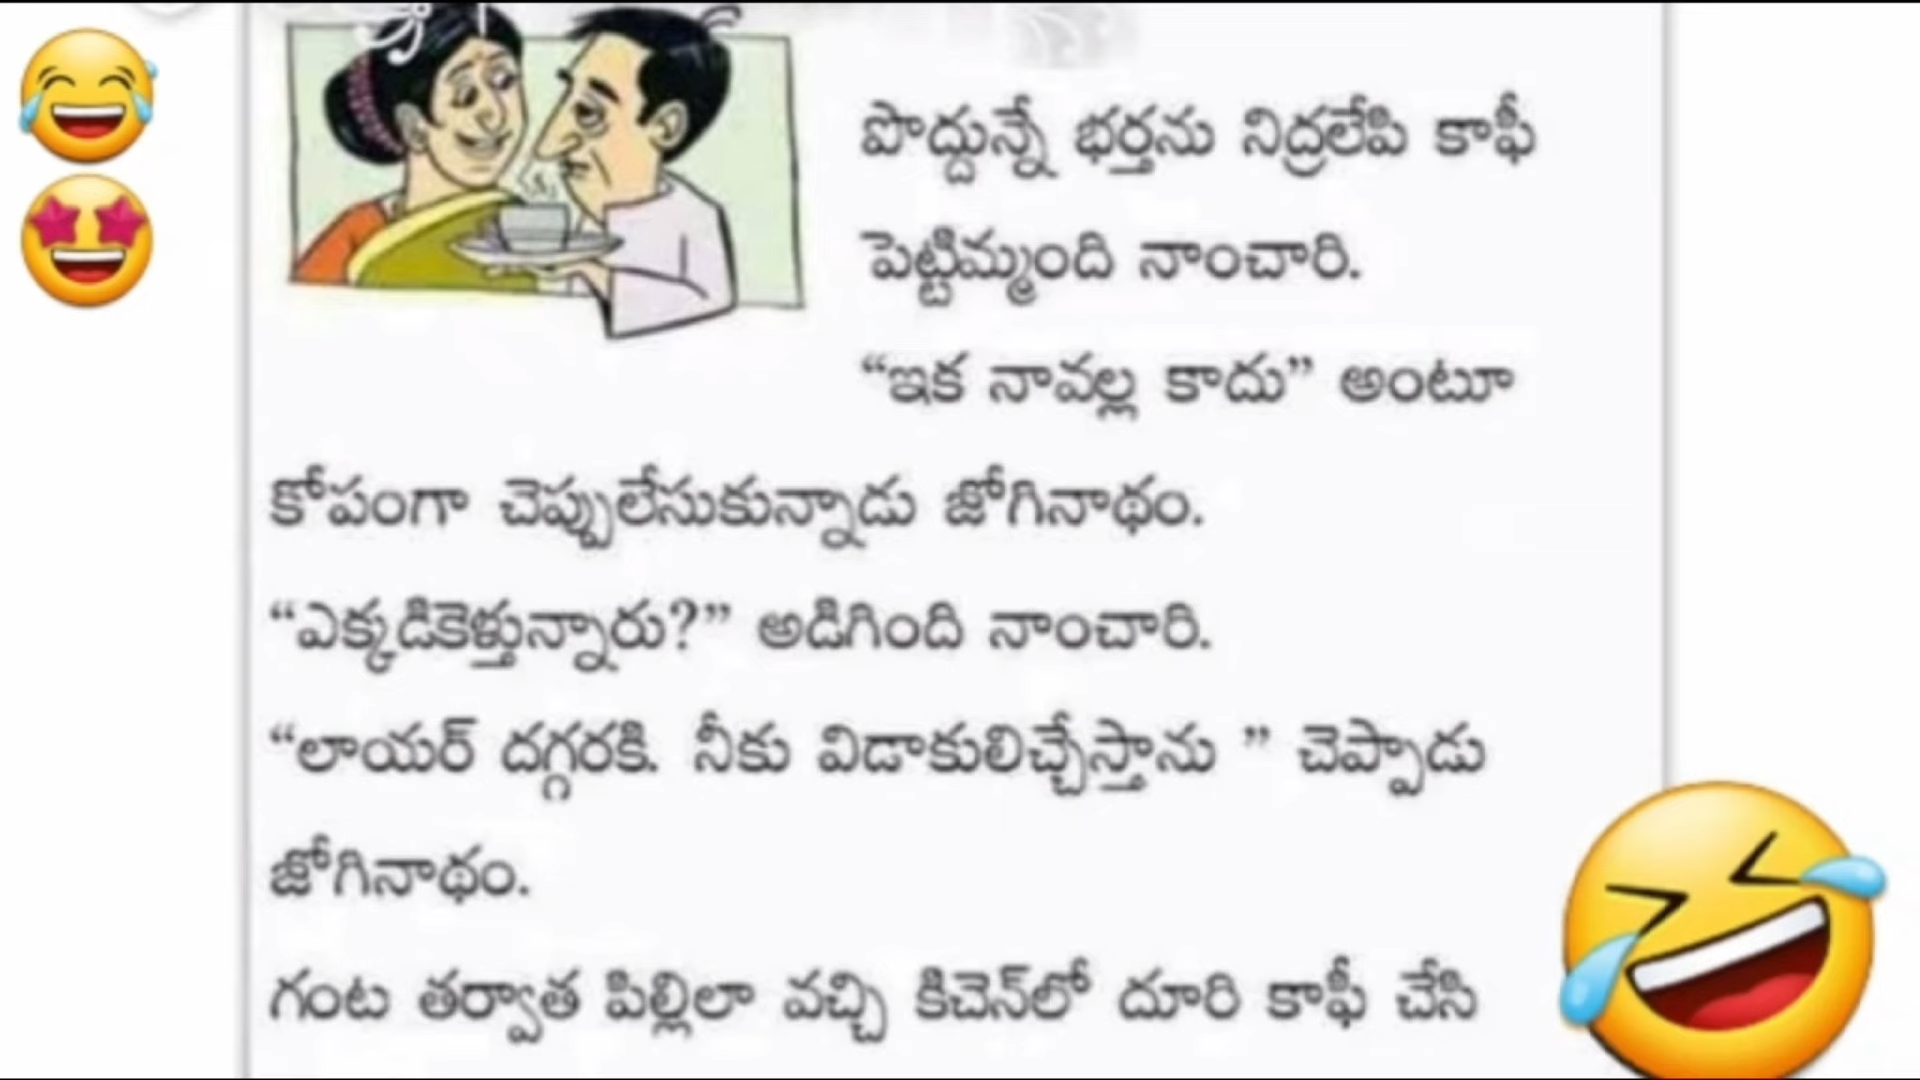 పొద్దున్నే భర్తను నిద్రలేపి కాఫీ
పెట్టిమ్మంది నాంచారి.
“ఇక నావల్ల కాదు” అంటూ
కోపంగా చెప్పులేసుకున్నాడు జోగినాథం.
“ఎక్కడికెళ్తున్నారు?” అడిగింది నాంచారి.
“లాయర్ దగ్గరకి. నీకు విడాకులిచ్చేస్తాను ” చెప్పాడు
జోగినాథం.
గంట తర్వాత పిల్లిలా వచ్చి కిచెన్‌లో దూరి కాఫీ చేసి